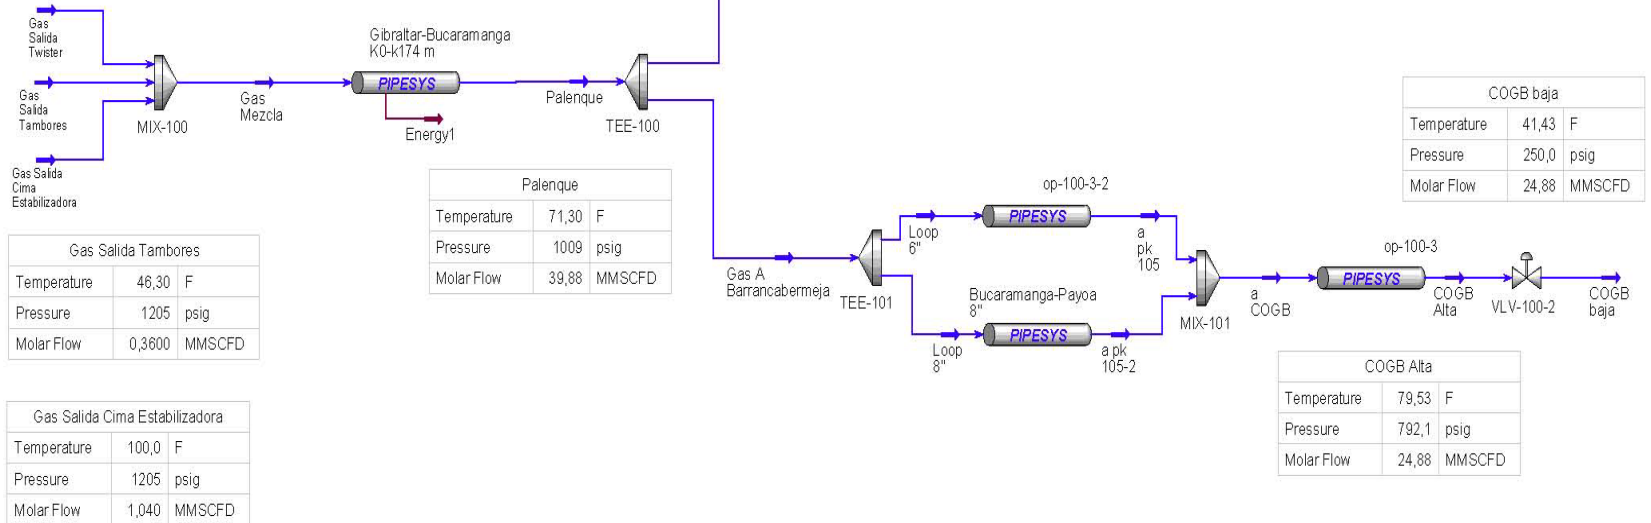 Gas
Salida
Twister
Gas
Salida
Tambores
Gas Salida
Cima
Estabilizadora
MIX-100
Gas
Mezcla
Gibraltar-Bucaramanga
K0-k174 m
PIPESYS
Energy1
Palenque
TEE-100
Palenque
Temperature 71,30 F
Pressure 1009 psig
Molar Flow 39,88 MMSCFD
Gas Salida Tambores
Temperature 46,30 F
Pressure 1205 psig
Molar Flow 0,3600 MMSCFD
Gas Salida Cima Estabilizadora
Temperature 100,0 F
Pressure 1205 psig
Molar Flow 1,040 MMSCFD
Gas A
Barrancabermeja
TEE-101
Loop
6"
op-100-3-2
PIPESYS
a
pk
105
Loop
8"
Bucaramanga-Payoa
8"
PIPESYS
a pk
105-2
MIX-101
a
COGB
op-100-3
PIPESYS
COGB
Alta
VLV-100-2
COGB
baja
COGB baja
Temperature 41,43 F
Pressure 250,0 psig
Molar Flow 24,88 MMSCFD
COGB Alta
Temperature 79,53 F
Pressure 792,1 psig
Molar Flow 24,88 MMSCFD